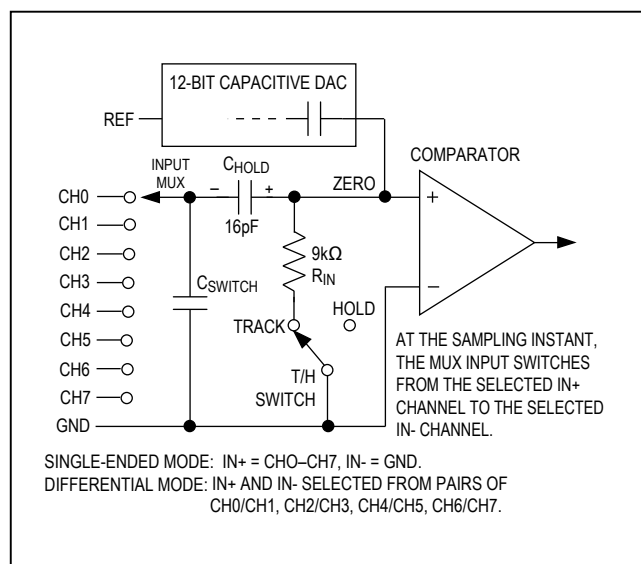 12-BIT CAPACITIVE DAC
REF
INPUT
MUX
CHOLD
– +
ZERO
COMPARATOR
16pF
CH0
CH1
CH2
CH3
CH4
CH5
CH6
CH7
GND
CSWITCH
9kΩ
RIN
TRACK
HOLD
T/H
SWITCH
+
–
AT THE SAMPLING INSTANT,
THE MUX INPUT SWITCHES
FROM THE SELECTED IN+
CHANNEL TO THE SELECTED
IN- CHANNEL.
SINGLE-ENDED MODE: IN+ = CHO–CH7, IN- = GND.
DIFFERENTIAL MODE: IN+ AND IN- SELECTED FROM PAIRS OF
CH0/CH1, CH2/CH3, CH4/CH5, CH6/CH7.